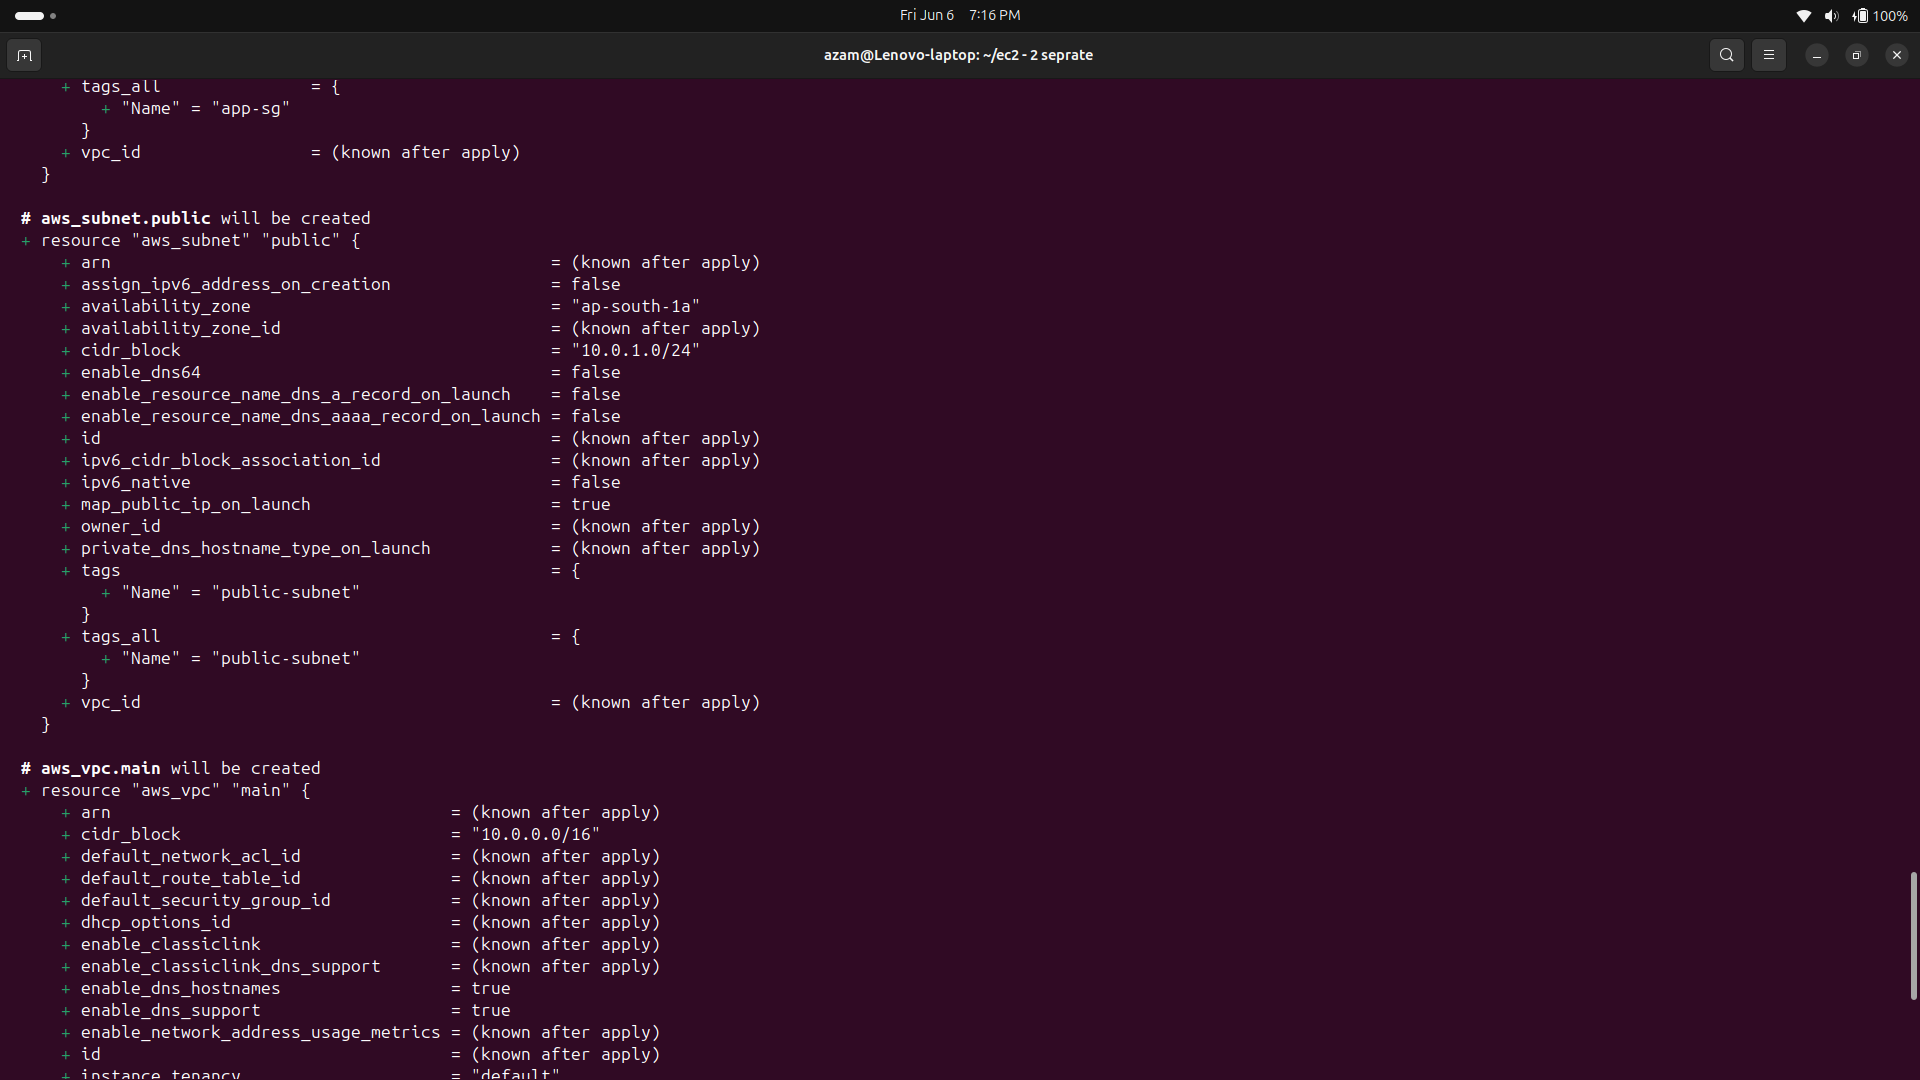 Fri Jun 6 7:16 PM
100%
azam@Lenovo-laptop: ~/ec2 - 2 seprate
+ tags_all = {
+ "Name" = "app-sg"
}
+ vpc_id = (known after apply)
}
# aws_subnet.public will be created
+ resource "aws_subnet" "public" {
+ arn = (known after apply)
+ assign_ipv6_address_on_creation = false
+ availability_zone = "ap-south-1a"
+ availability_zone_id = (known after apply)
+ cidr_block = "10.0.1.0/24"
+ enable_dns64 = false
+ enable_resource_name_dns_a_record_on_launch = false
+ enable_resource_name_dns_aaaa_record_on_launch = false
+ id = (known after apply)
+ ipv6_cidr_block_association_id = (known after apply)
+ ipv6_native = false
+ map_public_ip_on_launch = true
+ owner_id = (known after apply)
+ private_dns_hostname_type_on_launch = (known after apply)
+ tags = {
+ "Name" = "public-subnet"
}
+ tags_all = {
+ "Name" = "public-subnet"
}
+ vpc_id = (known after apply)
}
# aws_vpc.main will be created
+ resource "aws_vpc" "main" {
+ arn = (known after apply)
+ cidr_block = "10.0.0.0/16"
+ default_network_acl_id = (known after apply)
+ default_route_table_id = (known after apply)
+ default_security_group_id = (known after apply)
+ dhcp_options_id = (known after apply)
+ enable_classiclink = (known after apply)
+ enable_classiclink_dns_support = (known after apply)
+ enable_dns_hostnames = true
+ enable_dns_support = true
+ enable_network_address_usage_metrics = (known after apply)
+ id = (known after apply)
+ instance_tenancy = "default"